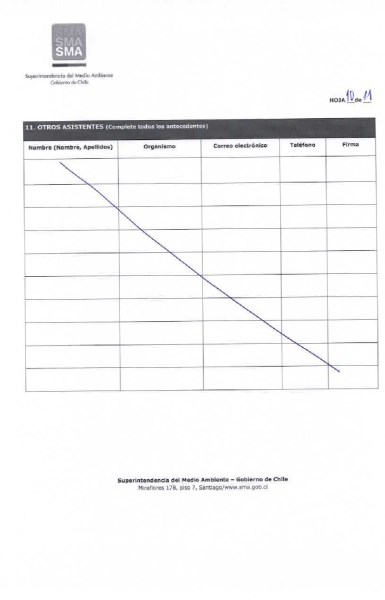 SMA
SMA
SMA
Superintendencia del Medio Ambiente
Gobierno de Chile
HOJA 10 de 11
11. OTROS ASISTENTES (Complete todos los antecedentes)
Nombre (Nombre, Apellidos) Organismo Correo electrónico Teléfono Firma
Superintendencia del Medio Ambiente – Gobierno de Chile
Miraflores 178, piso 7, Santiago/www.sma.gob.cl